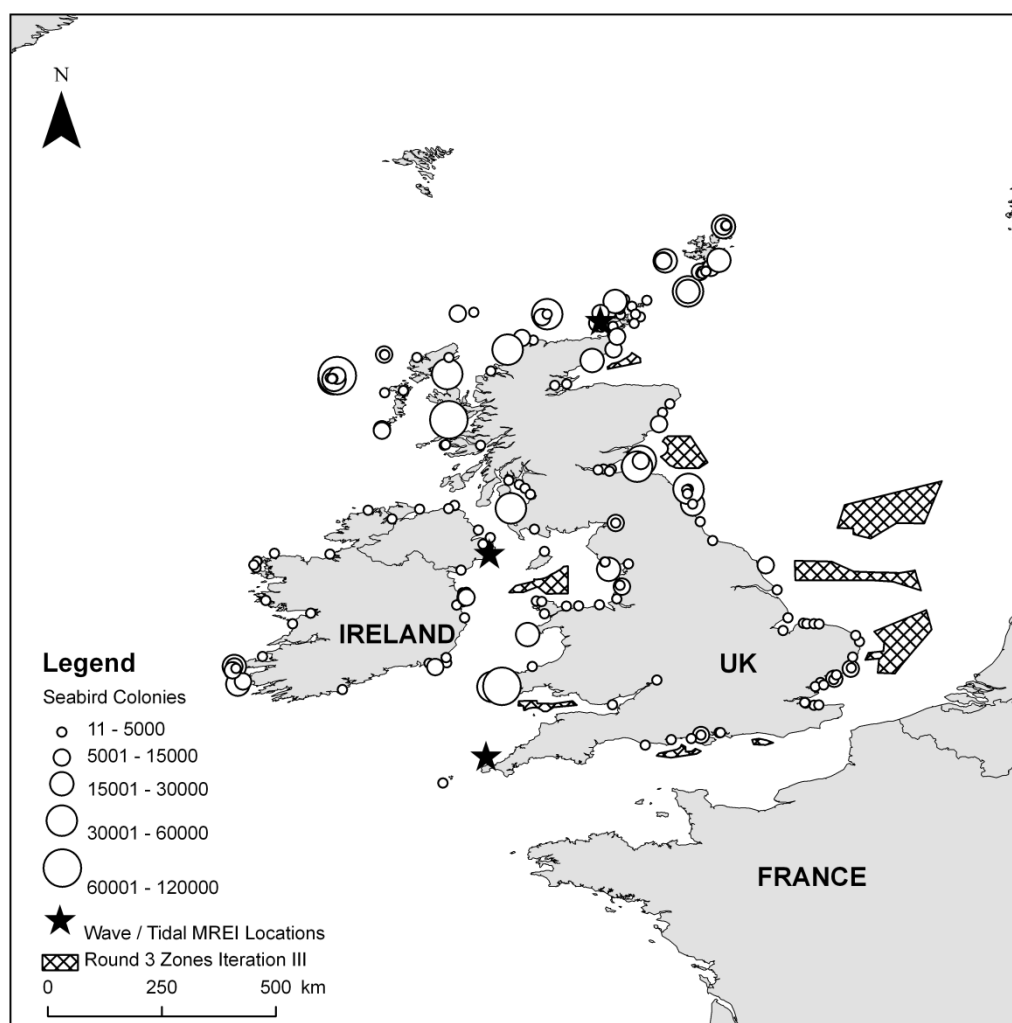 N
IRELAND
UK
FRANCE
Legend
Seabird Colonies
11 - 5000
5001 - 15000
15001 - 30000
30001 - 60000
60001 - 120000
Wave / Tidal MREI Locations
Round 3 Zones Iteration III
0 250 500 km